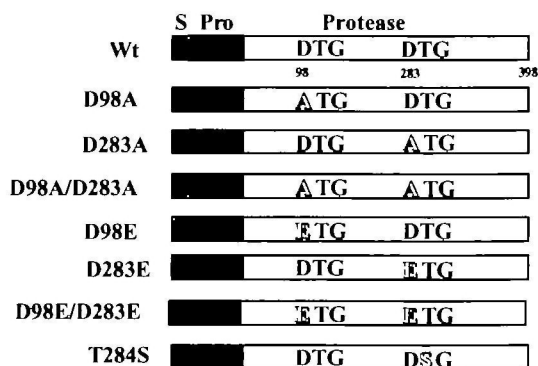 S Pro Protease
Wt DTG DTG
98 283 398
D98A ATG DTG
D283A DTG ATG
D98A/D283A ATG ATG
D98E ETG DTG
D283E DTG ETG
D98E/D283E ETG ETG
T284S DTG DSG